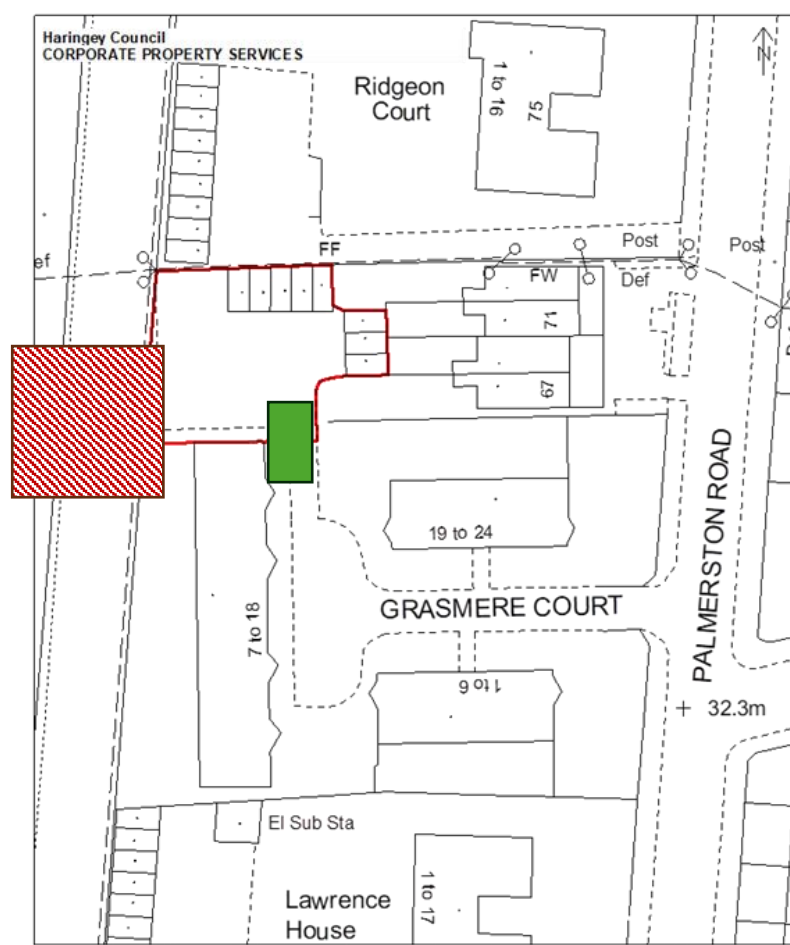 Haringey Council
CORPORATE PROPERTY SERVICES
N
Ridgeon
Court
1 to 16
75
ef
FF
Post
Post
FW
Def
71
67
19 to 24
GRASMERE COURT
PALMERSTON ROAD
7 to 18
1 to 6
32.3m
El Sub Sta
Lawrence
House
1 to 17